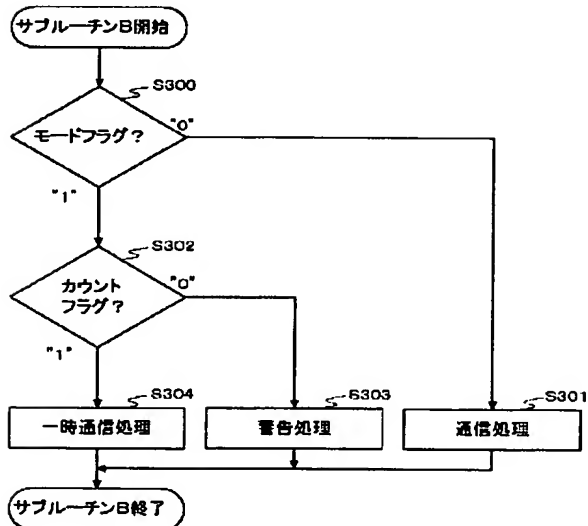 サブルーチンB開始
S300
モードフラグ?
"0"
"1"
S302
カウント
フラグ?
"0"
"1"
S304
S303
S301
一時通信処理
警告処理
通信処理
サブルーチンB終了